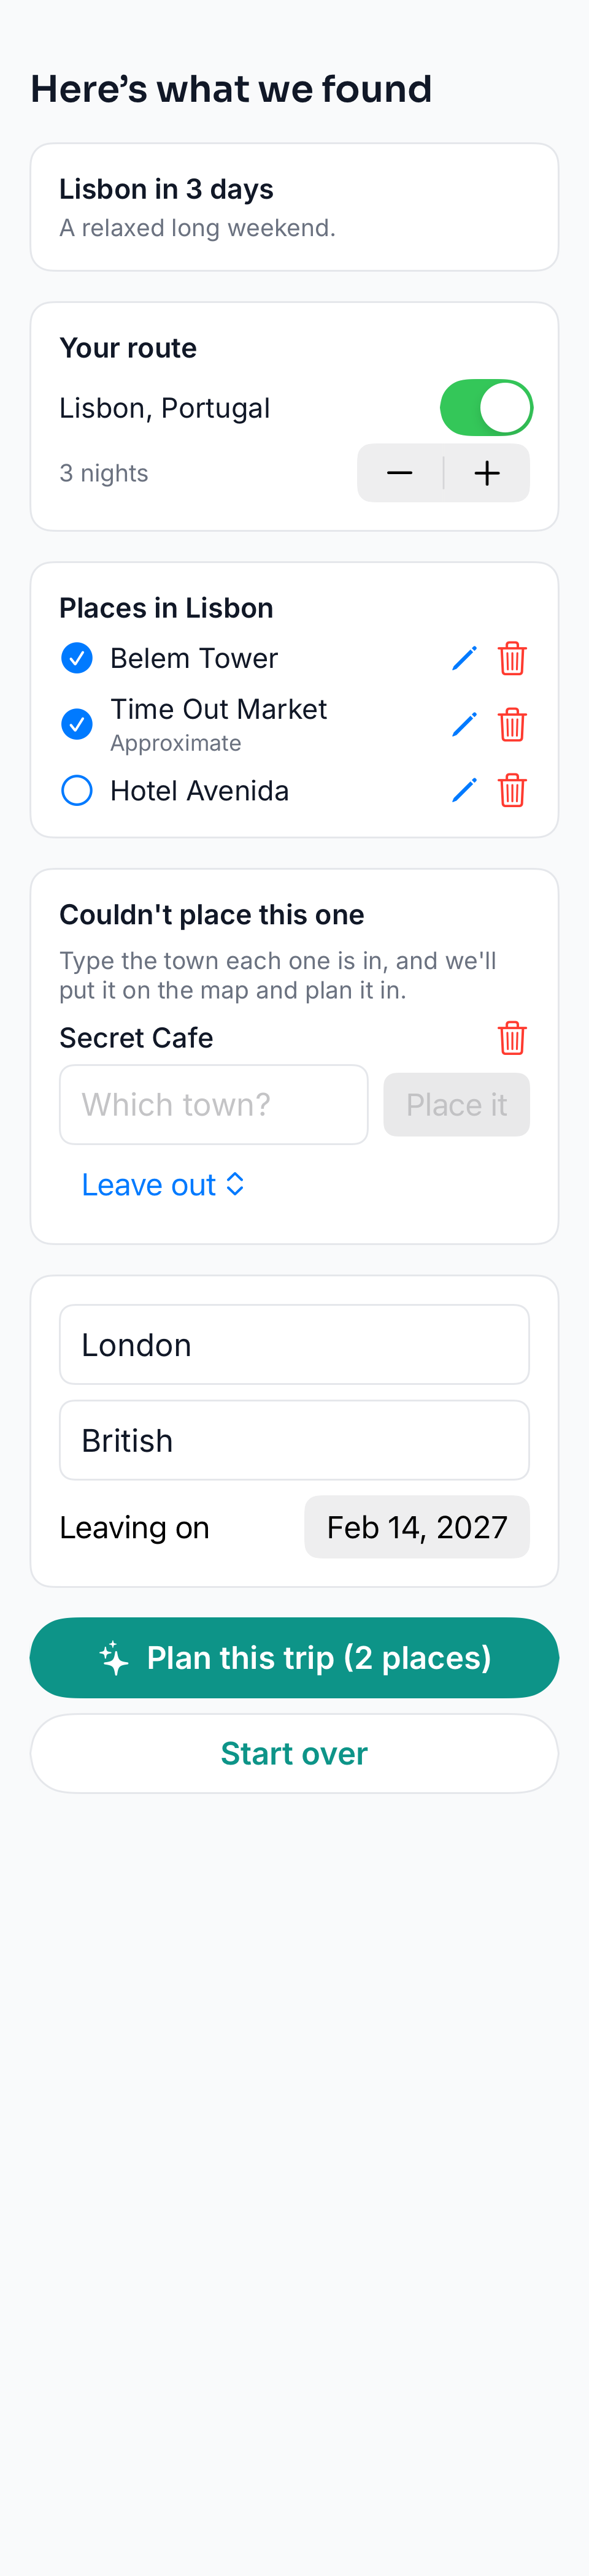 Here’s what we found
Lisbon in 3 days
A relaxed long weekend.
Your route
Lisbon, Portugal
3 nights
Places in Lisbon
Belem Tower
Time Out Market
Approximate
Hotel Avenida
Couldn't place this one
Type the town each one is in, and we'll
put it on the map and plan it in.
Secret Cafe
Which town?
Place it
Leave out
London
British
Leaving on
Feb 14, 2027
Plan this trip (2 places)
Start over